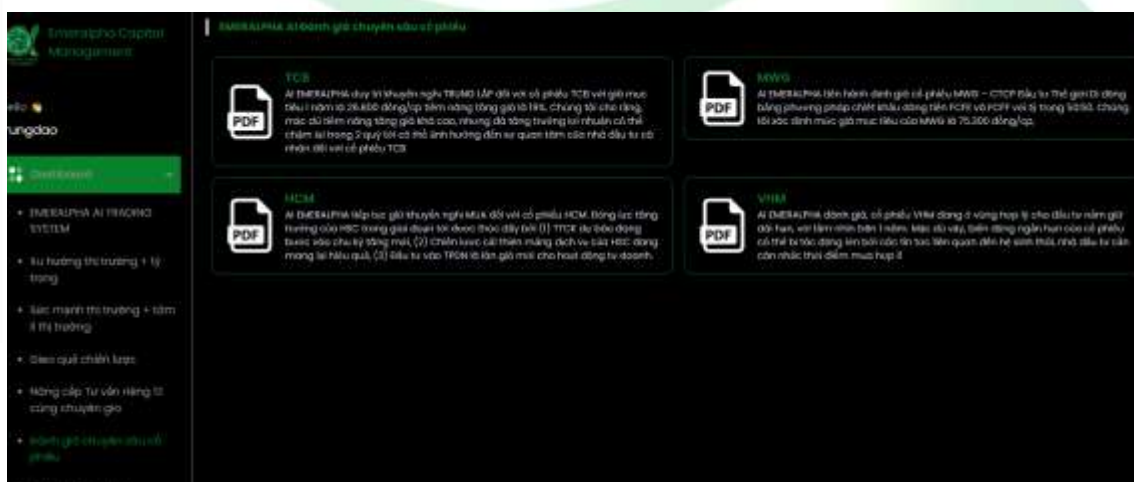 Emeralpha Capital
Management
ello 👋
rungdao
Dashboard
EMERALPHA AI TRADING
SYSTEM
Xu hướng thị trường + tỷ
trọng
Sức mạnh thị trường + tâm
lí thị trường
Gieo quẻ chiến lược
Nâng cấp Tư vấn riêng 1:1
cùng chuyên gia
Đánh giá chuyên sâu cổ
phiếu
EMERALPHA AI Đánh giá chuyên sâu cổ phiếu
PDF
TCB
AI EMERALPHA duy trì khuyến nghị TRUNG LẬP đối với cổ phiếu TCB với giá mục
tiêu 1 năm là đồng/cp tiềm năng tăng giá là 19%. Chúng tôi cho rằng,
mặc dù tiềm năng tăng giá khá cao, nhưng đà tăng trưởng lợi nhuận có thể
chậm lại trong 2 quý tới có thể ảnh hưởng đến sự quan tâm của nhà đầu tư cá
nhân đối với cổ phiếu TCB
PDF
MWG
AI EMERALPHA tiến hành đánh giá cổ phiếu MWG – CTCP Đầu tư Thế giới Di động
bằng phương pháp chiết khấu dòng tiền FCFE và FCFF với tỷ trọng 50:50. Chúng
tôi xác định mức giá mục tiêu của MWG là 75.300 đồng/cp.
PDF
HCM
AI EMERALPHA tiếp tục giữ khuyến nghị MUA đối với cổ phiếu HCM. Động lực tăng
trưởng của HSC trong giai đoạn tới được thúc đẩy bởi (1) TTCK dự báo đang
bước vào chu kỳ tăng mới, (2) Chiến lược cải thiện mảng dịch vụ của HSC đang
mang lại hiệu quả, (3) Đầu tư vào TPDN là làn gió mới cho hoạt động tự doanh.
PDF
VHM
AI EMERALPHA đánh giá, cổ phiếu VHM đang ở vùng hợp lý cho đầu tư nắm giữ
dài hạn, với tầm nhìn trên 1 năm. Mặc dù vậy, biến động ngắn hạn của cổ phiếu
có thể bị tác động lớn bởi các tin tức liên quan đến hệ sinh thái, nhà đầu tư cần
cân nhắc thời điểm mua hợp lí